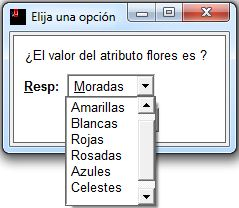 Elija una opción
¿El valor del atributo flores es ?
Resp: Moradas
Amarillas
Blancas
Rojas
Rosadas
Azules
Celestes